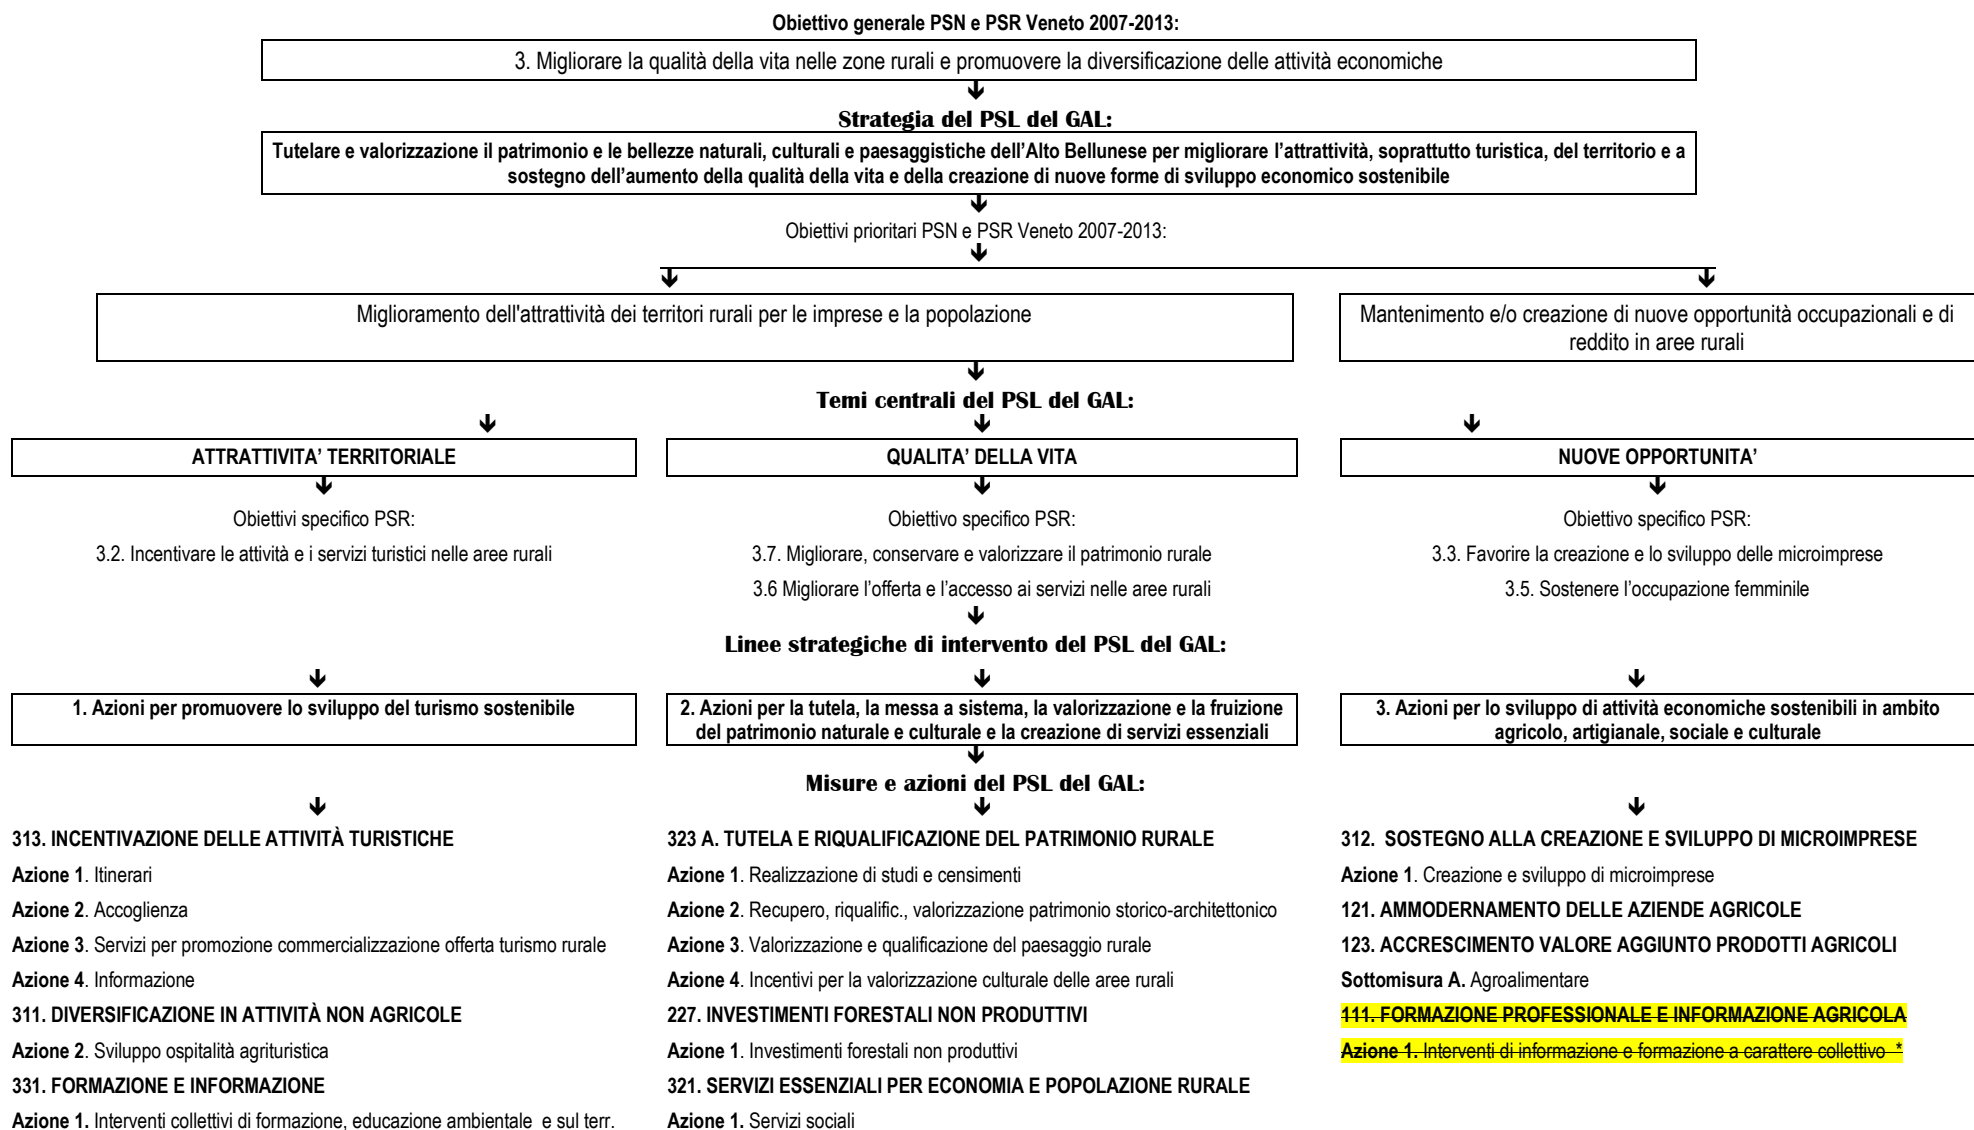 Obiettivo generale PSN e PSR Veneto 2007-2013:
3. Migliorare la qualità della vita nelle zone rurali e promuovere la diversificazione delle attività economiche
Strategia del PSL del GAL:
Tutelare e valorizzazione il patrimonio e le bellezze naturali, culturali e paesaggistiche dell’Alto Bellunese per migliorare l’attrattività, soprattutto turistica, del territorio e a
sostegno dell’aumento della qualità della vita e della creazione di nuove forme di sviluppo economico sostenibile
Obiettivi prioritari PSN e PSR Veneto 2007-2013:
Miglioramento dell'attrattività dei territori rurali per le imprese e la popolazione
Mantenimento e/o creazione di nuove opportunità occupazionali e di
reddito in aree rurali
Temi centrali del PSL del GAL:
ATTRATTIVITA’ TERRITORIALE
QUALITA’ DELLA VITA
NUOVE OPPORTUNITA’
Obiettivi specifico PSR:
3.2. Incentivare le attività e i servizi turistici nelle aree rurali
Obiettivo specifico PSR:
3.7. Migliorare, conservare e valorizzare il patrimonio rurale
3.6 Migliorare l’offerta e l’accesso ai servizi nelle aree rurali
Obiettivo specifico PSR:
3.3. Favorire la creazione e lo sviluppo delle microimprese
3.5. Sostenere l’occupazione femminile
Linee strategiche di intervento del PSL del GAL:
1. Azioni per promuovere lo sviluppo del turismo sostenibile
2. Azioni per la tutela, la messa a sistema, la valorizzazione e la fruizione
del patrimonio naturale e culturale e la creazione di servizi essenziali
3. Azioni per lo sviluppo di attività economiche sostenibili in ambito
agricolo, artigianale, sociale e culturale
Misure e azioni del PSL del GAL:
313. INCENTIVAZIONE DELLE ATTIVITÀ TURISTICHE
Azione 1. Itinerari
Azione 2. Accoglienza
Azione 3. Servizi per promozione commercializzazione offerta turismo rurale
Azione 4. Informazione
311. DIVERSIFICAZIONE IN ATTIVITÀ NON AGRICOLE
Azione 2. Sviluppo ospitalità agrituristica
331. FORMAZIONE E INFORMAZIONE
Azione 1. Interventi collettivi di formazione, educazione ambientale e sul terr.
323 A. TUTELA E RIQUALIFICAZIONE DEL PATRIMONIO RURALE
Azione 1. Realizzazione di studi e censimenti
Azione 2. Recupero, riqualific., valorizzazione patrimonio storico-architettonico
Azione 3. Valorizzazione e qualificazione del paesaggio rurale
Azione 4. Incentivi per la valorizzazione culturale delle aree rurali
227. INVESTIMENTI FORESTALI NON PRODUTTIVI
Azione 1. Investimenti forestali non produttivi
321. SERVIZI ESSENZIALI PER ECONOMIA E POPOLAZIONE RURALE
Azione 1. Servizi sociali
312. SOSTEGNO ALLA CREAZIONE E SVILUPPO DI MICROIMPRESE
Azione 1. Creazione e sviluppo di microimprese
121. AMMODERNAMENTO DELLE AZIENDE AGRICOLE
123. ACCRESCIMENTO VALORE AGGIUNTO PRODOTTI AGRICOLI
Sottomisura A. Agroalimentare
111. FORMAZIONE PROFESSIONALE E INFORMAZIONE AGRICOLA
Azione 1. Interventi di informazione e formazione a carattere collettivo *